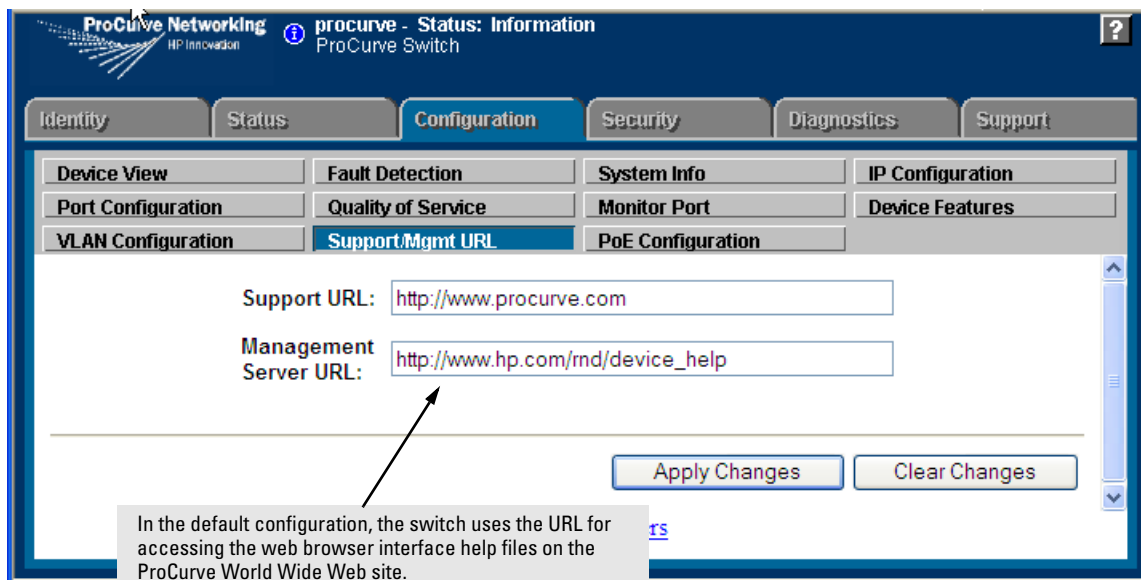 ProCurve Networking
HP Innovation
procurve - Status: Information
ProCurve Switch
?
Identity
Status
Configuration
Security
Diagnostics
Support
Device View
Fault Detection
System Info
IP Configuration
Port Configuration
Quality of Service
Monitor Port
Device Features
VLAN Configuration
Support/Mgmt URL
PoE Configuration
Support URL:
http://www.procurve.com
Management
Server URL:
http://www.hp.com/rnd/device_help
Apply Changes
Clear Changes
In the default configuration, the switch uses the URL for
accessing the web browser interface help files on the
ProCurve World Wide Web site.
rs